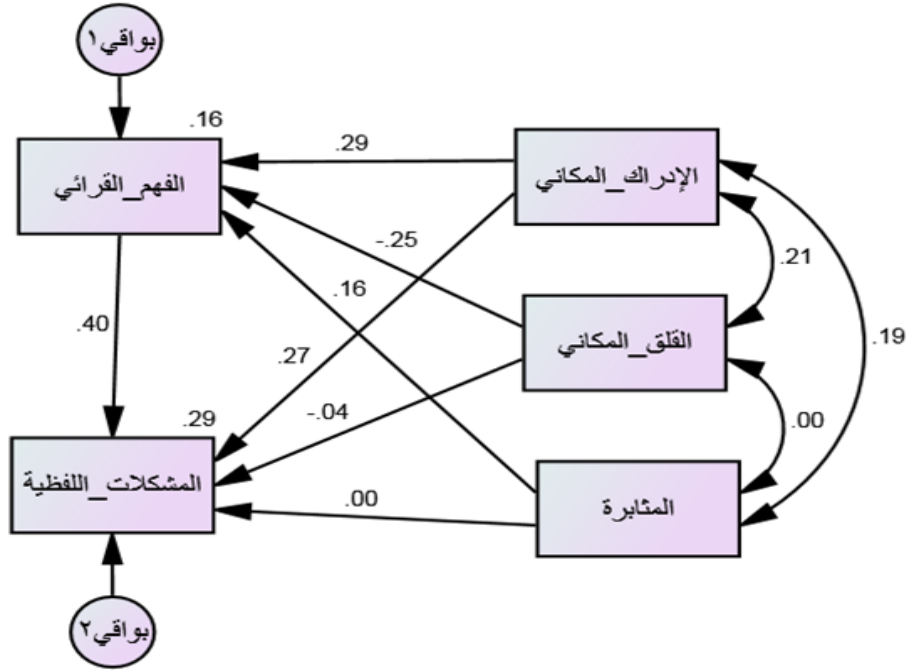 بواقي١
.16
الفهم_القرائي
.29
الإدراك_المكاني
-.25
.21
.16
.40
القلق_المكاني
.19
.27
.29
-.04
.00
المشكلات_اللفظية
.00
المثابرة
بواقي٢